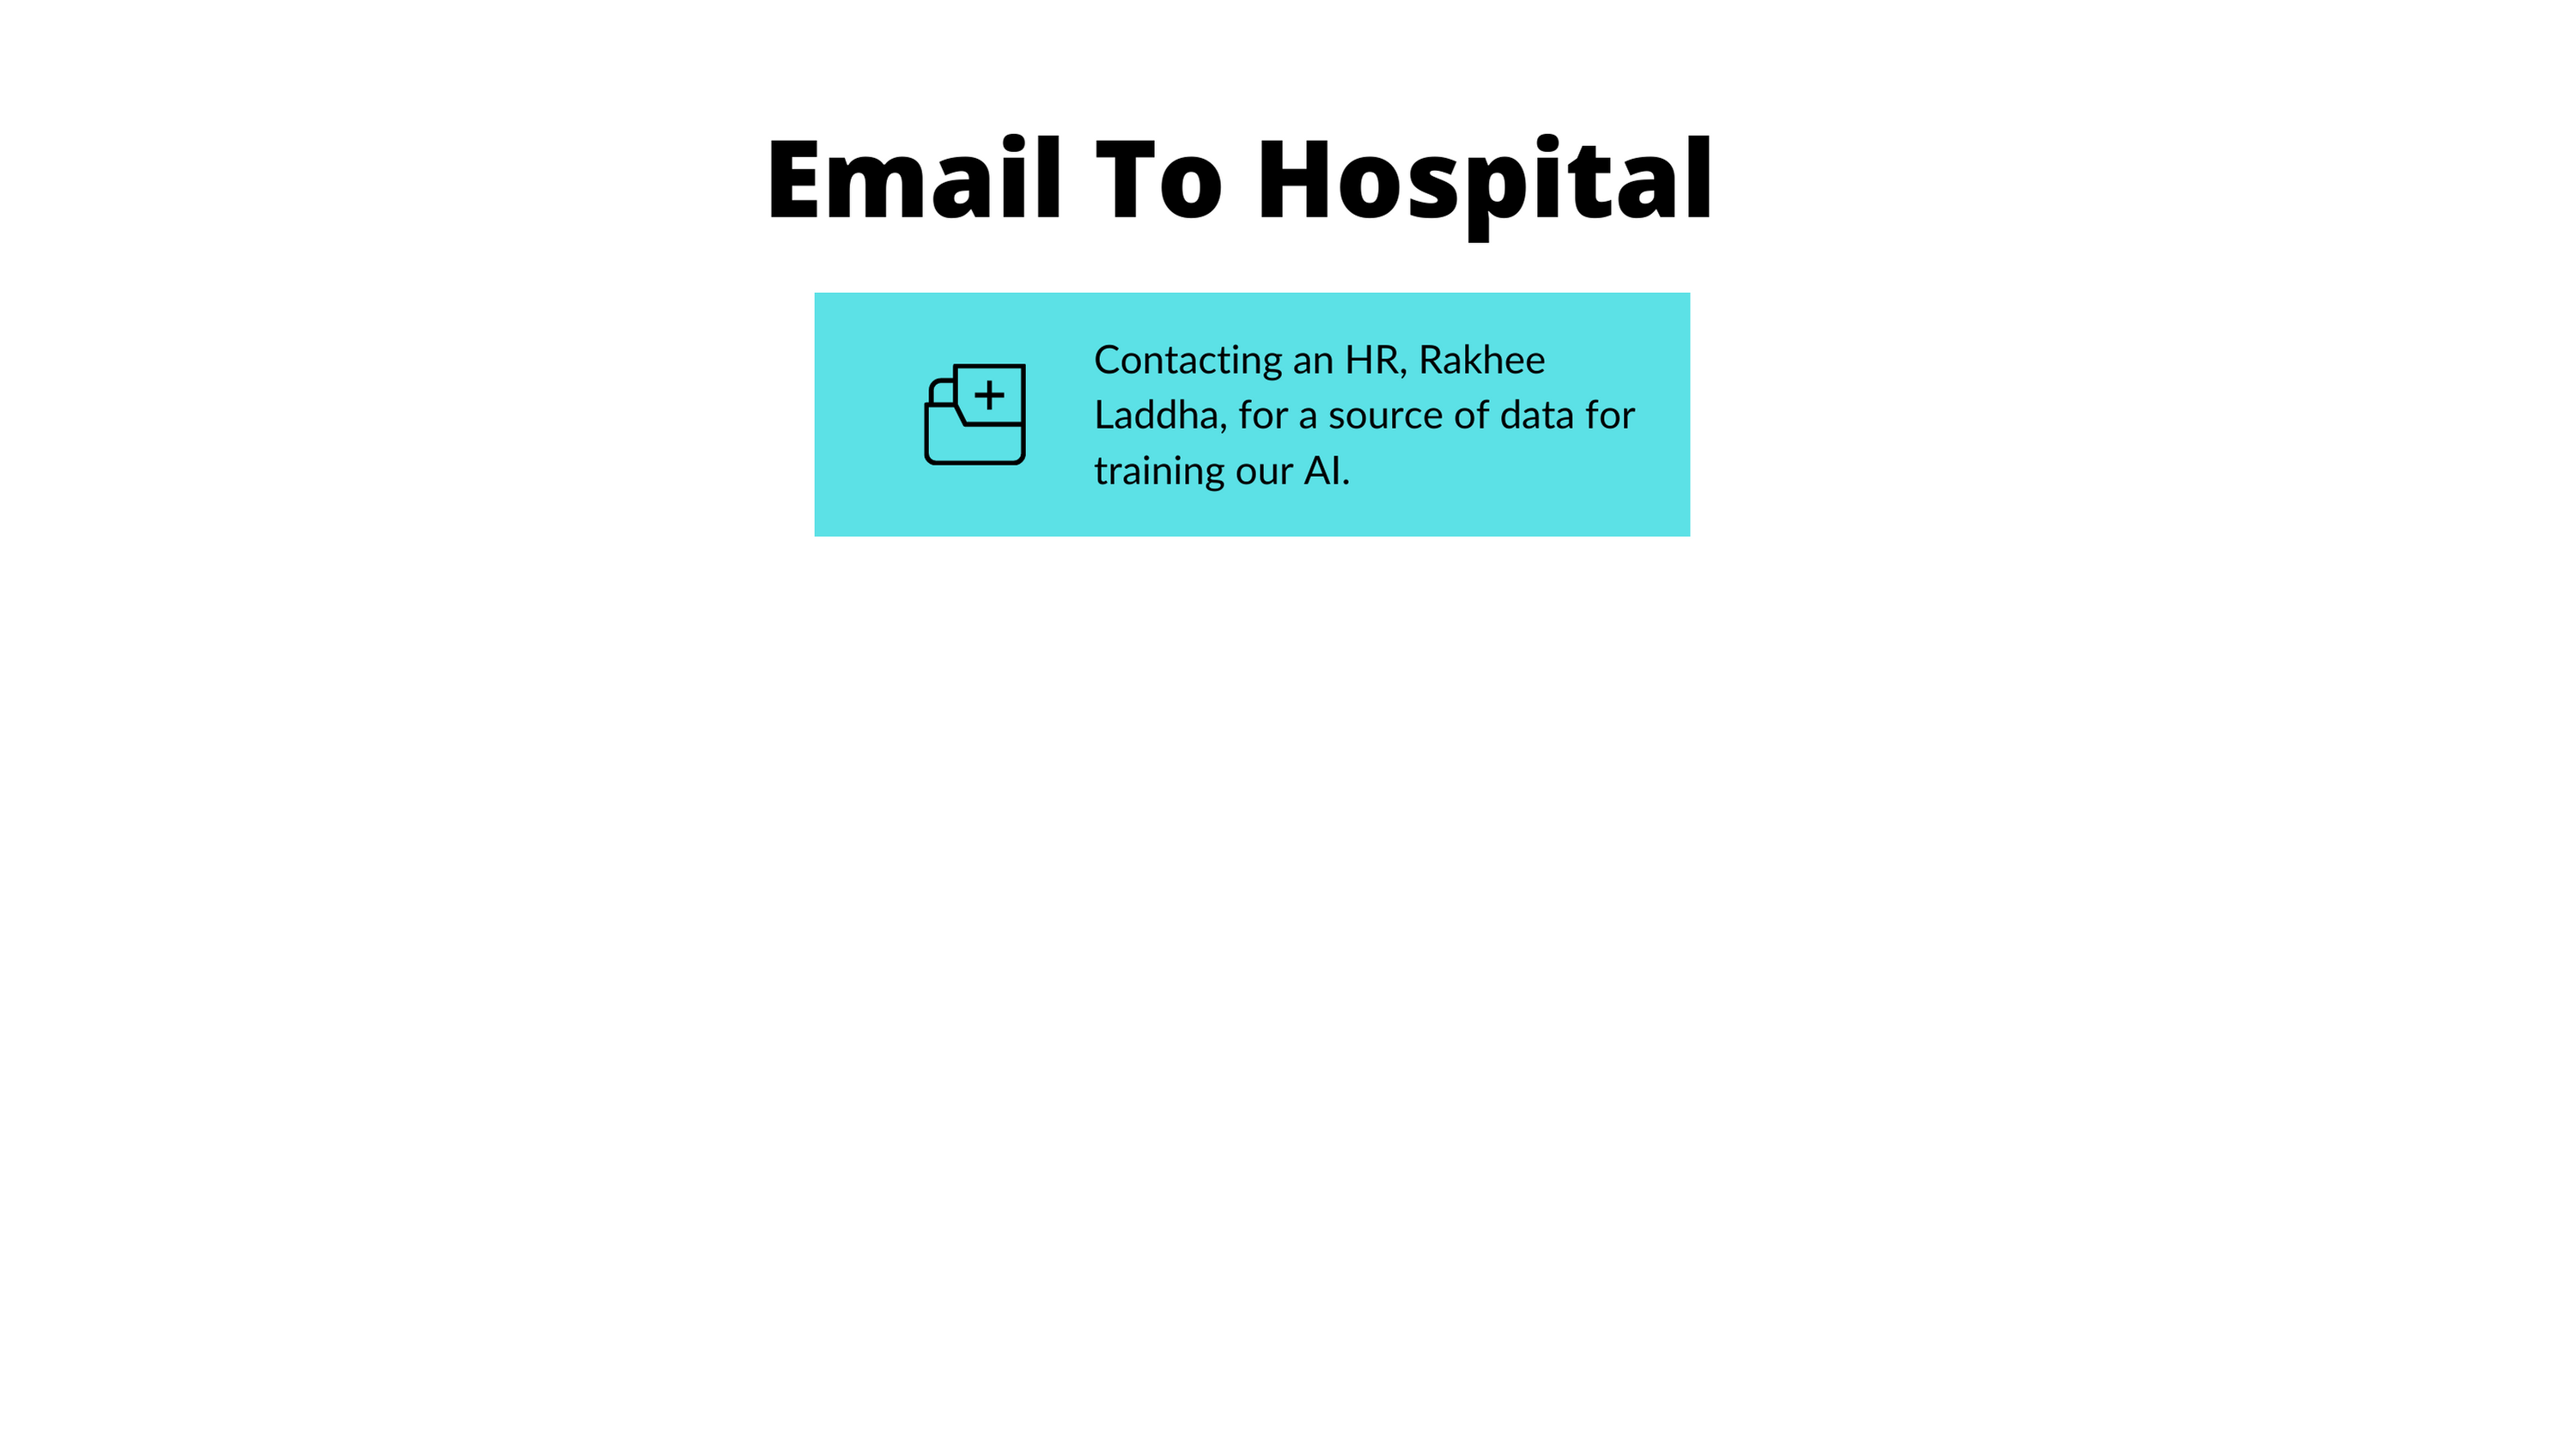 Email To Hospital
Contacting an HR, Rakhee
Laddha, for a source of data for
training our AI.